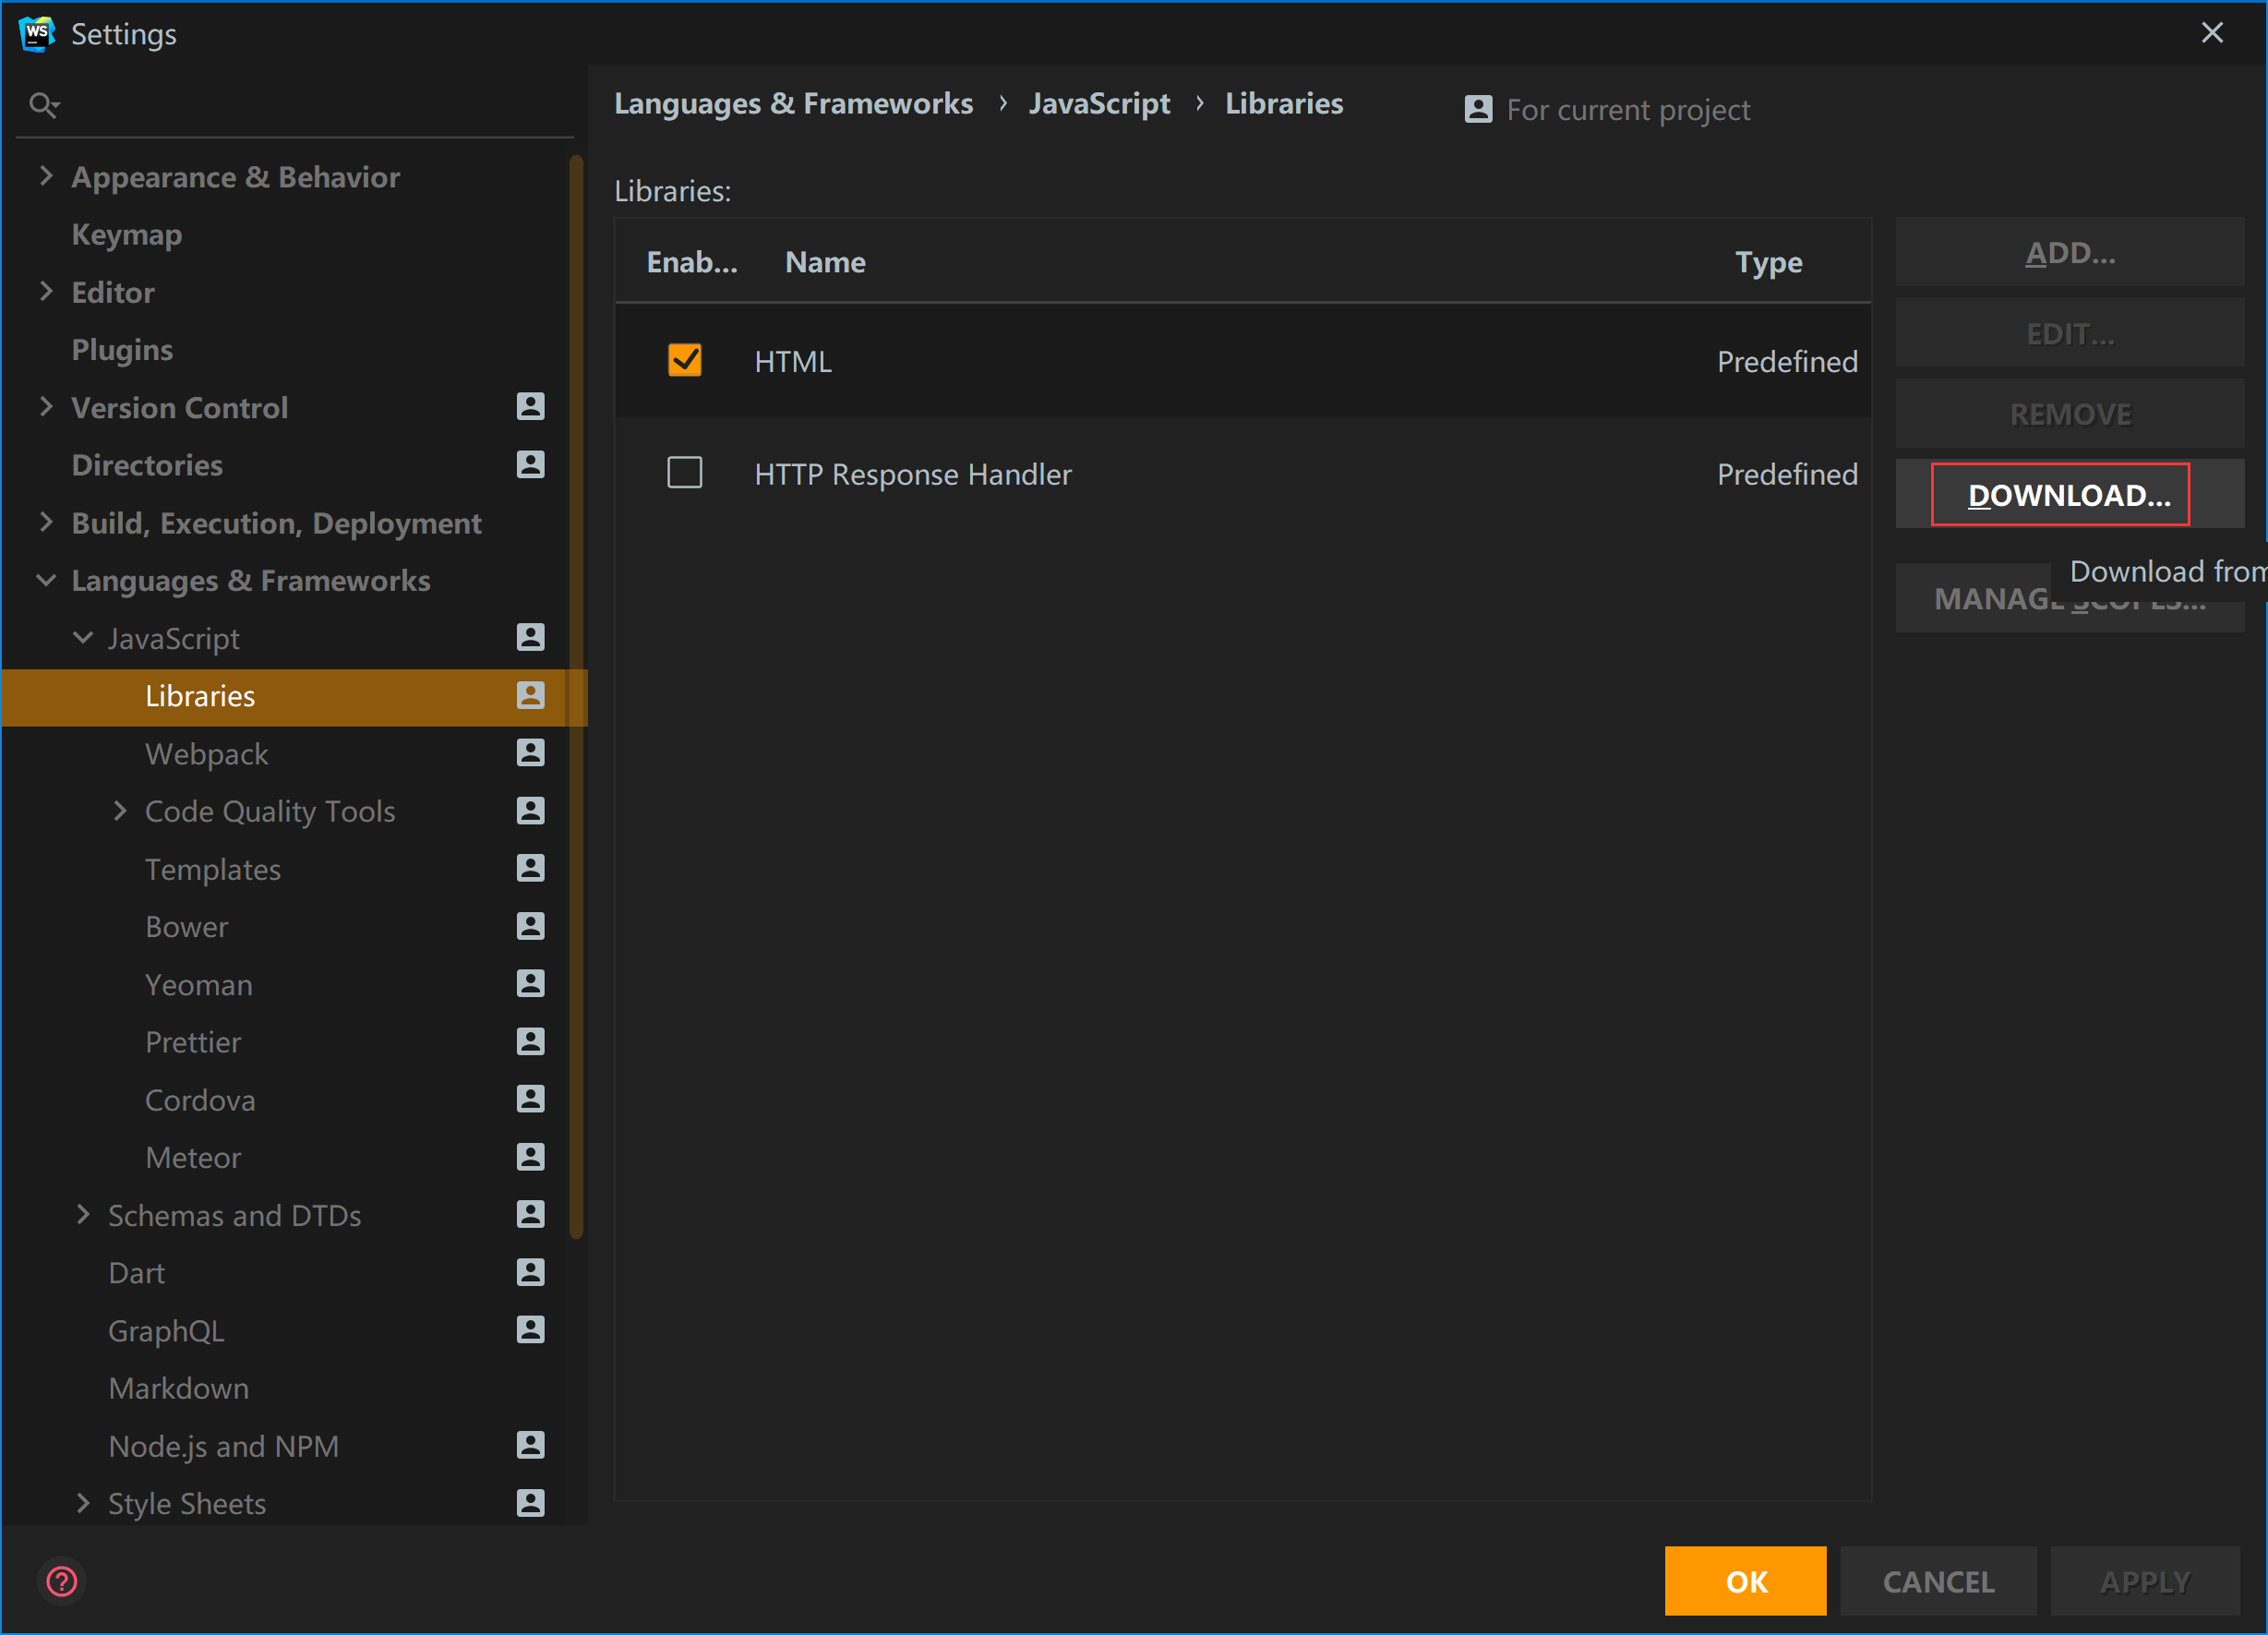 WS
Settings
Languages & Frameworks › JavaScript › Libraries
For current project
Appearance & Behavior
Keymap
Editor
Plugins
Version Control
Directories
Build, Execution, Deployment
Languages & Frameworks
JavaScript
Libraries
Webpack
Code Quality Tools
Templates
Bower
Yeoman
Prettier
Cordova
Meteor
Schemas and DTDs
Dart
GraphQL
Markdown
Node.js and NPM
Style Sheets
Libraries:
Enab... Name Type
HTML Predefined
HTTP Response Handler Predefined
ADD...
EDIT...
REMOVE
DOWNLOAD...
Download from
MANAGE SCOPES...
?
OK CANCEL APPLY